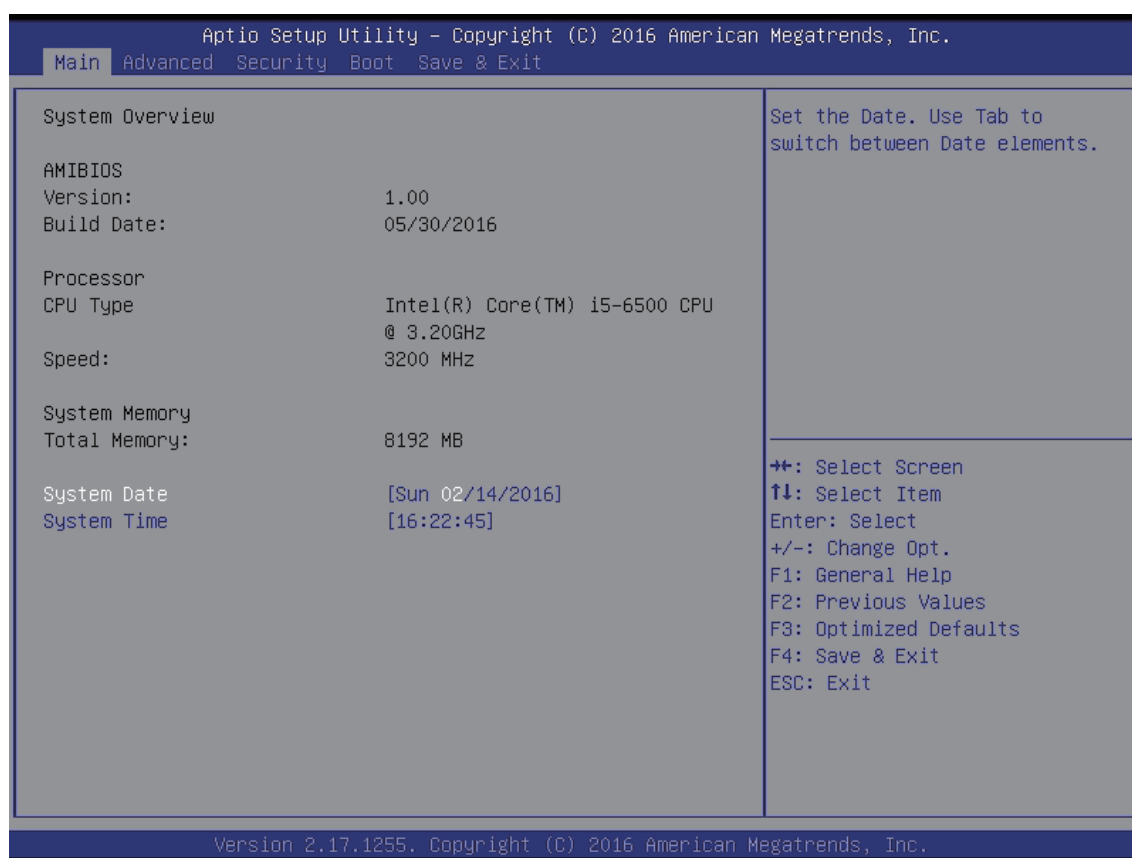 Aptio Setup Utility – Copyright (C) 2016 American Megatrends, Inc.
Main Advanced Security Boot Save & Exit
System Overview
AMIBIOS
Version: 1.00
Build Date: 05/30/2016
Processor
CPU Type Intel(R) Core(TM) i5-6500 CPU
@ 3.20GHz
Speed: 3200 MHz
System Memory
Total Memory: 8192 MB
System Date [Sun 02/14/2016]
System Time [16:22:45]
Set the Date. Use Tab to
switch between Date elements.
→←: Select Screen
↑↓: Select Item
Enter: Select
+/-: Change Opt.
F1: General Help
F2: Previous Values
F3: Optimized Defaults
F4: Save & Exit
ESC: Exit
Version 2.17.1255. Copyright (C) 2016 American Megatrends, Inc.